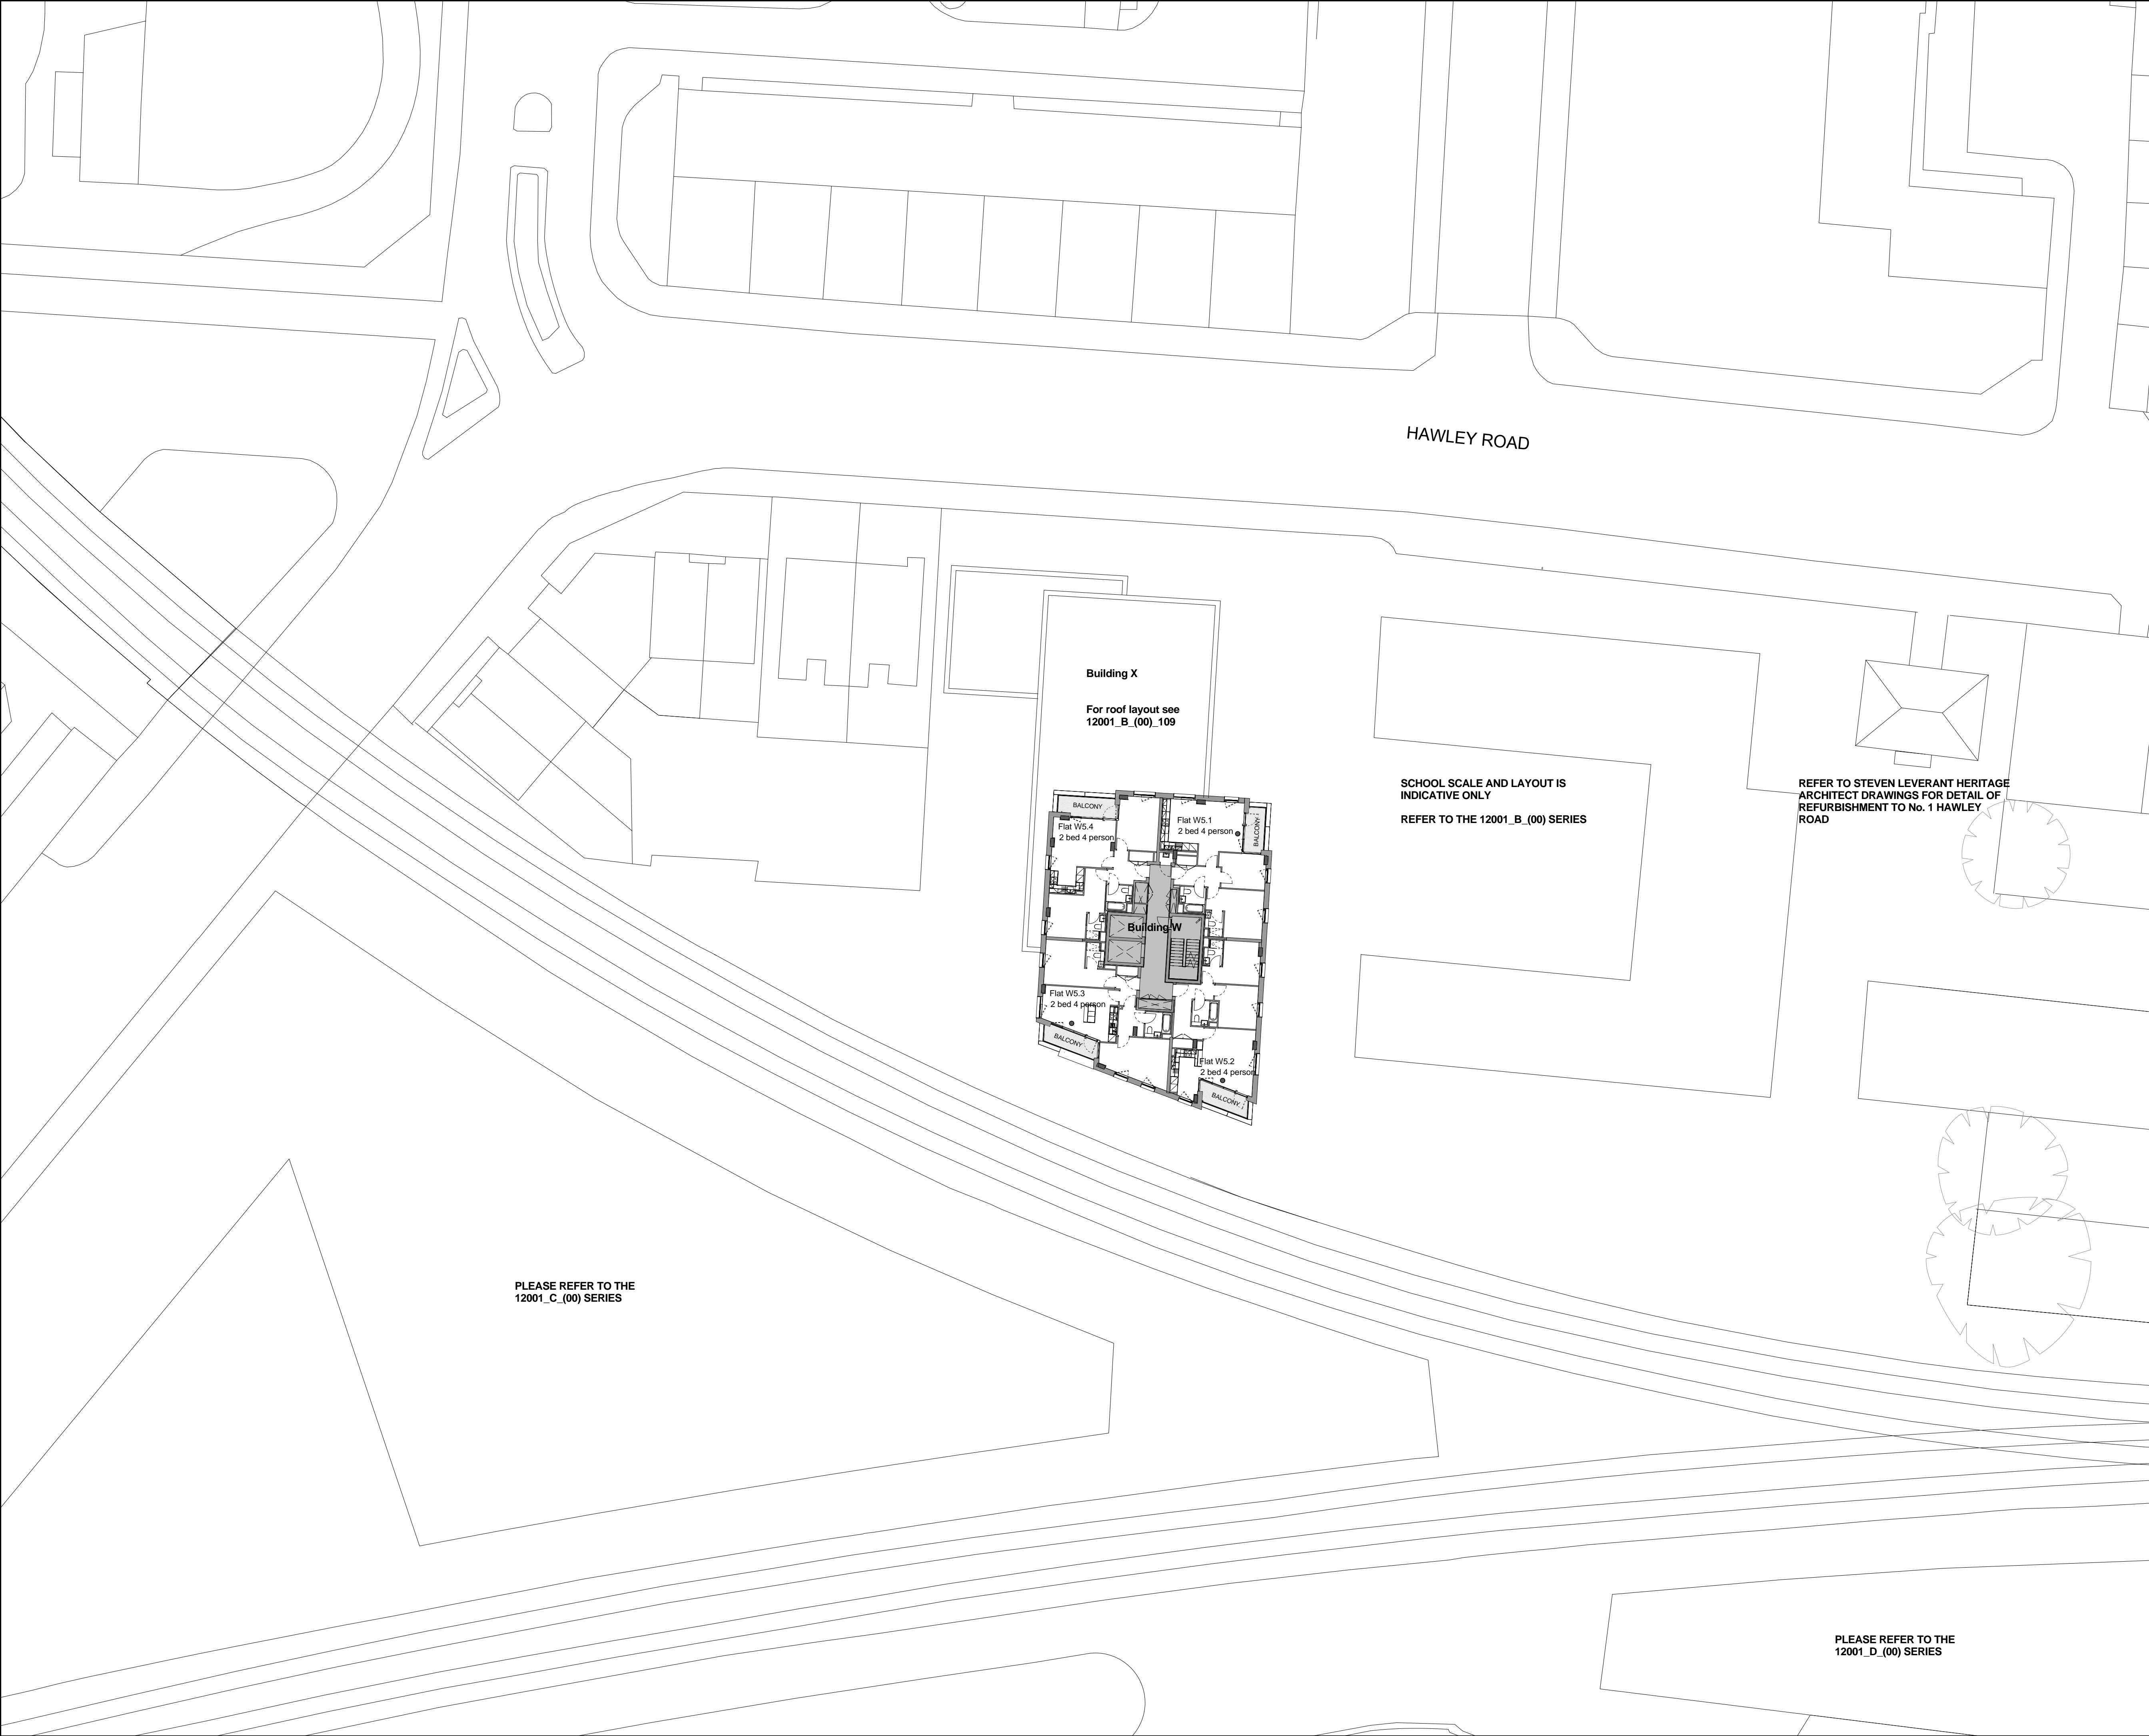 HAWLEY ROAD
Building X
For roof layout see
12001_B_(00)_109
SCHOOL SCALE AND LAYOUT IS
INDICATIVE ONLY
REFER TO THE 12001_B_(00) SERIES
REFER TO STEVEN LEVERANT HERITAGE
ARCHITECT DRAWINGS FOR DETAIL OF
REFURBISHMENT TO No. 1 HAWLEY
ROAD
BALCONY
Flat W5.4
2 bed 4 person
Flat W5.1
2 bed 4 person
BALCONY
Building W
Flat W5.3
2 bed 4 person
BALCONY
Flat W5.2
2 bed 4 person
BALCONY
PLEASE REFER TO THE
12001_C_(00) SERIES
PLEASE REFER TO THE
12001_D_(00) SERIES